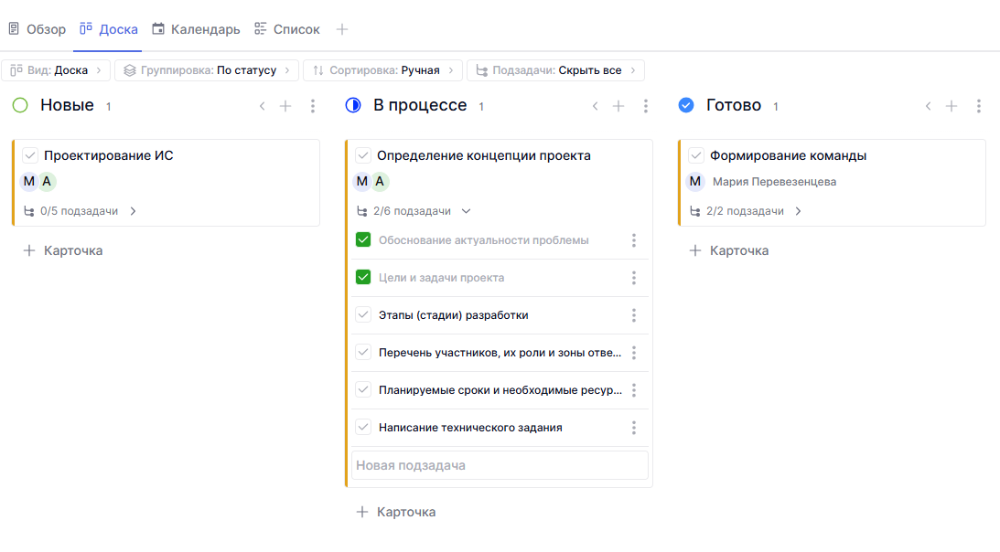 Обзор Доска Календарь Список
Вид: Доска Группировка: По статусу Сортировка: Ручная Подзадачи: Скрыть все
Новые 1
Проектирование ИС
М А
0/5 подзадачи
Карточка
В процессе 1
Определение концепции проекта
М А
2/6 подзадачи
Обоснование актуальности проблемы
Цели и задачи проекта
Этапы (стадии) разработки
Перечень участников, их роли и зоны отве...
Планируемые сроки и необходимые ресур...
Написание технического задания
Новая подзадача
Карточка
Готово 1
Формирование команды
М Мария Перевезенцева
2/2 подзадачи
Карточка